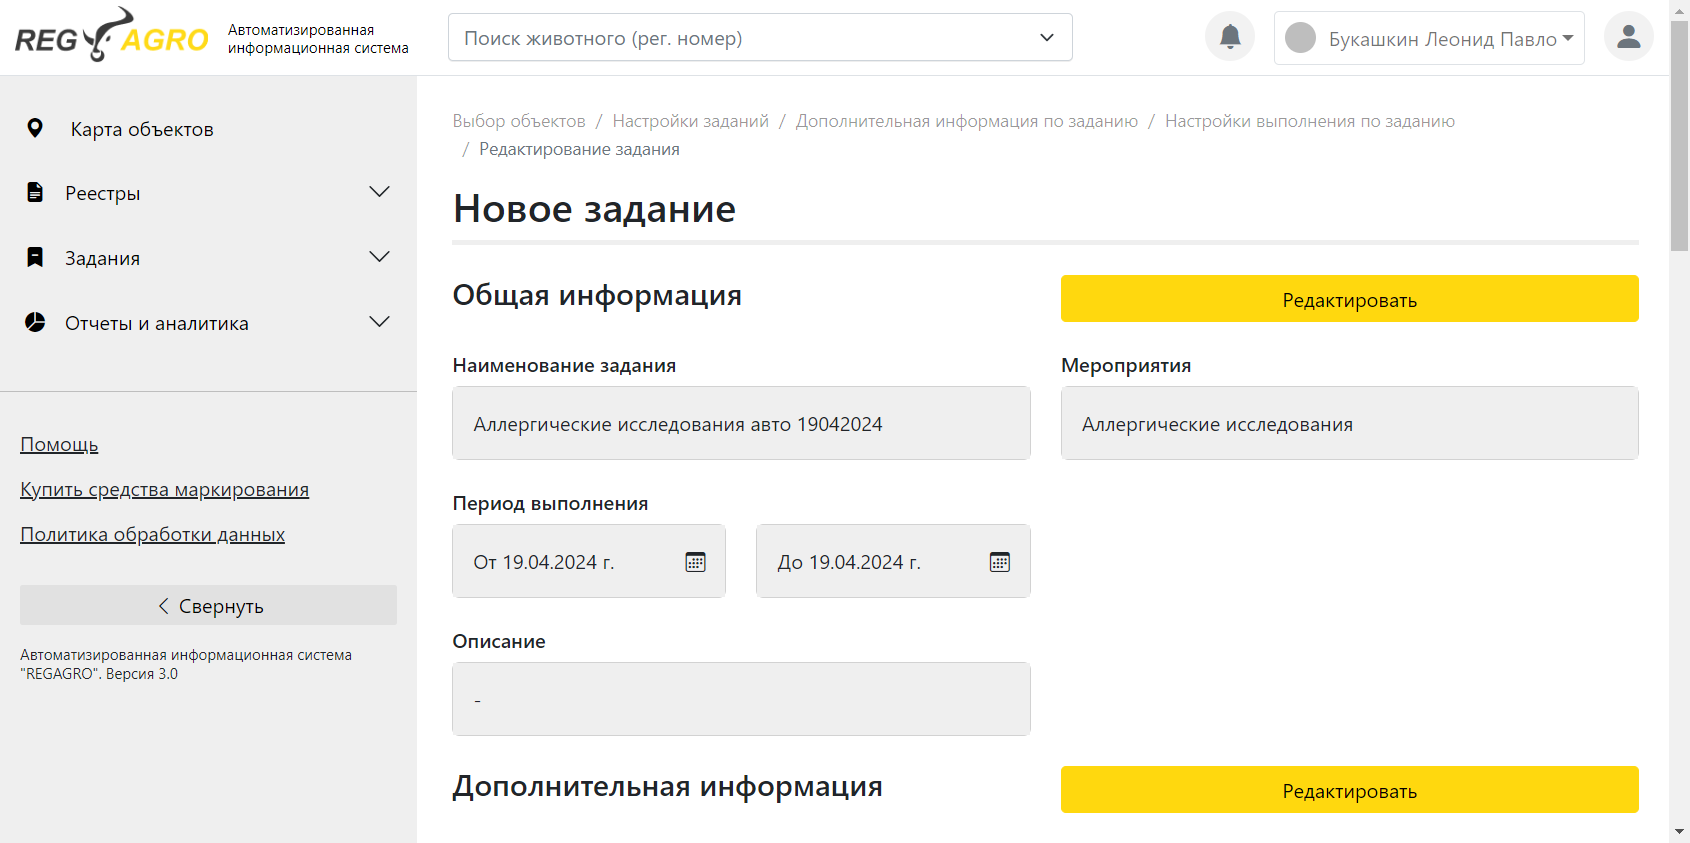 REG AGRO
Автоматизированная
информационная система
Поиск животного (рег. номер)
Букашкин Леонид Павло
Карта объектов
Реестры
Задания
Отчеты и аналитика
Помощь
Купить средства маркирования
Политика обработки данных
Свернуть
Автоматизированная информационная система
"REGAGRO". Версия 3.0
Выбор объектов / Настройки заданий / Дополнительная информация по заданию / Настройки выполнения по заданию
/ Редактирование задания
Новое задание
Общая информация
Редактировать
Наименование задания
Аллергические исследования авто 19042024
Мероприятия
Аллергические исследования
Период выполнения
От 19.04.2024 г.
До 19.04.2024 г.
Описание
-
Дополнительная информация
Редактировать